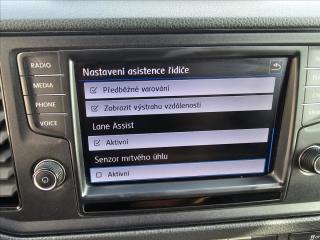 RADIO
MEDIA
PHONE
VOICE
Nastavení asistence řidiče
Předběžné varování
Zobrazit výstrahu vzdálenosti
Lane Assist
Aktivní
Senzor mrtvého úhlu
Aktivní